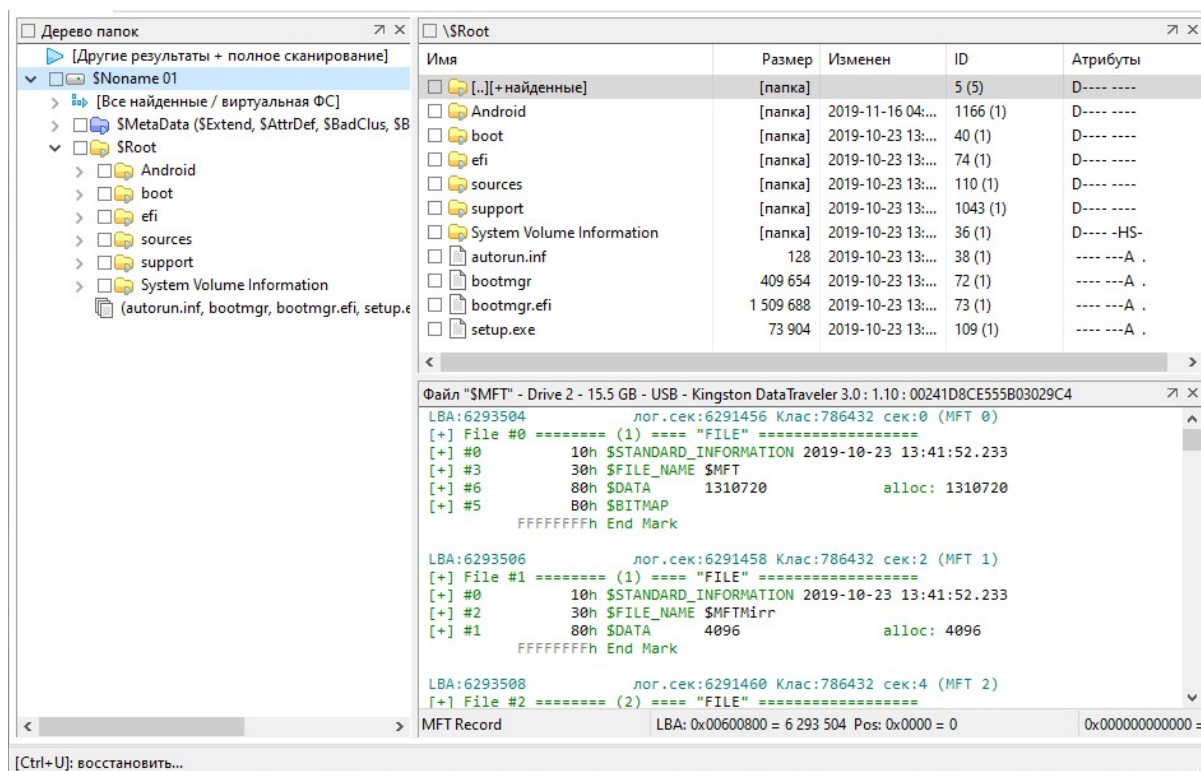 Дерево папок
[Другие результаты + полное сканирование]
$Noname 01
[Все найденные / виртуальная ФС]
$MetaData ($Extend, $AttrDef, $BadClus, $B
$Root
Android
boot
efi
sources
support
System Volume Information
(autorun.inf, bootmgr, bootmgr.efi, setup.e
\$Root
Имя Размер Изменен ID Атрибуты
[..][+найденные] [папка] 5 (5) D---- ----
Android [папка] 2019-11-16 04:... 1166 (1) D---- ----
boot [папка] 2019-10-23 13:... 40 (1) D---- ----
efi [папка] 2019-10-23 13:... 74 (1) D---- ----
sources [папка] 2019-10-23 13:... 110 (1) D---- ----
support [папка] 2019-10-23 13:... 1043 (1) D---- ----
System Volume Information [папка] 2019-10-23 13:... 36 (1) D---- -HS-
autorun.inf 128 2019-10-23 13:... 38 (1) ---- ---A .
bootmgr 409 654 2019-10-23 13:... 72 (1) ---- ---A .
bootmgr.efi 1 509 688 2019-10-23 13:... 73 (1) ---- ---A .
setup.exe 73 904 2019-10-23 13:... 109 (1) ---- ---A .
Файл "$MFT" - Drive 2 - 15.5 GB - USB - Kingston DataTraveler 3.0 : 1.10 : 00241D8CE555B03029C4
LBA:6293504 лог.сек:6291456 Клас:786432 сек:0 (MFT 0)
[+] File #0 ======== (1) ==== "FILE" ==================
[+] #0 10h $STANDARD_INFORMATION 2019-10-23 13:41:52.233
[+] #3 30h $FILE_NAME $MFT
[+] #6 80h $DATA 1310720 alloc: 1310720
[+] #5 B0h $BITMAP
FFFFFFFFh End Mark
LBA:6293506 лог.сек:6291458 Клас:786432 сек:2 (MFT 1)
[+] File #1 ======== (1) ==== "FILE" ==================
[+] #0 10h $STANDARD_INFORMATION 2019-10-23 13:41:52.233
[+] #2 30h $FILE_NAME $MFTMirr
[+] #1 80h $DATA 4096 alloc: 4096
FFFFFFFFh End Mark
LBA:6293508 лог.сек:6291460 Клас:786432 сек:4 (MFT 2)
[+] File #2 ======== (2) ==== "FILE" ==================
MFT Record LBA: 0x00600800 = 6 293 504 Pos: 0x0000 = 0 0x000000000000 =
[Ctrl+U]: восстановить...